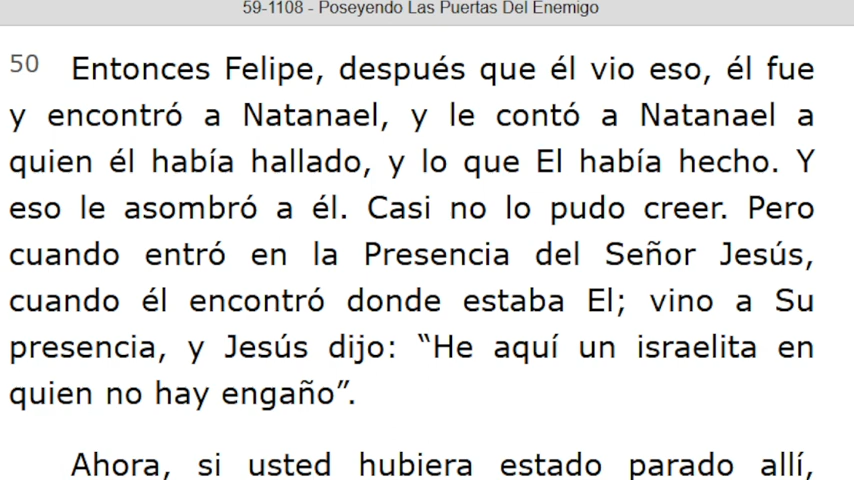 59-1108 - Poseyendo Las Puertas Del Enemigo
50 Entonces Felipe, después que él vio eso, él fue
y encontró a Natanael, y le contó a Natanael a
quien él había hallado, y lo que El había hecho. Y
eso le asombró a él. Casi no lo pudo creer. Pero
cuando entró en la Presencia del Señor Jesús,
cuando él encontró donde estaba El; vino a Su
presencia, y Jesús dijo: “He aquí un israelita en
quien no hay engaño”.
Ahora, si usted hubiera estado parado allí,